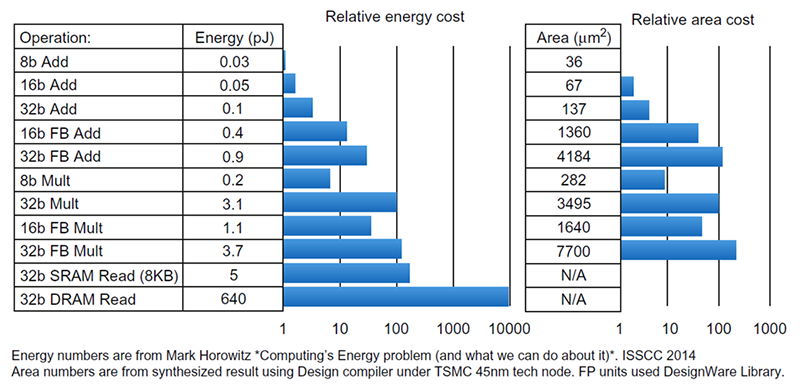 Relative energy cost
Relative area cost
Operation: Energy (pJ) Area (μm²)
8b Add 0.03 36
16b Add 0.05 67
32b Add 0.1 137
16b FB Add 0.4 1360
32b FB Add 0.9 4184
8b Mult 0.2 282
32b Mult 3.1 3495
16b FB Mult 1.1 1640
32b FB Mult 3.7 7700
32b SRAM Read (8KB) 5 N/A
32b DRAM Read 640 N/A
1 10 100 1000 10000 1 10 100 1000
Energy numbers are from Mark Horowitz *Computing's Energy problem (and what we can do about it)*. ISSCC 2014
Area numbers are from synthesized result using Design compiler under TSMC 45nm tech node. FP units used DesignWare Library.